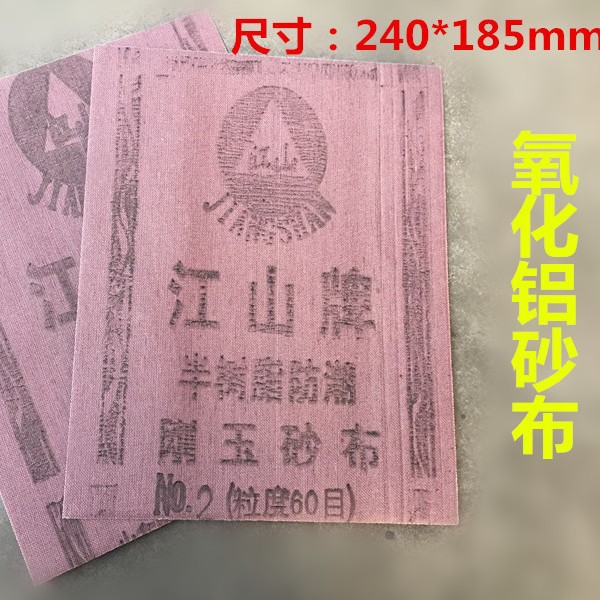 尺寸：240*185mm
氧化铝砂布
江山
JIANGSHAN
江山牌
半树脂防潮
刚玉砂布
NO.2(粒度60目)